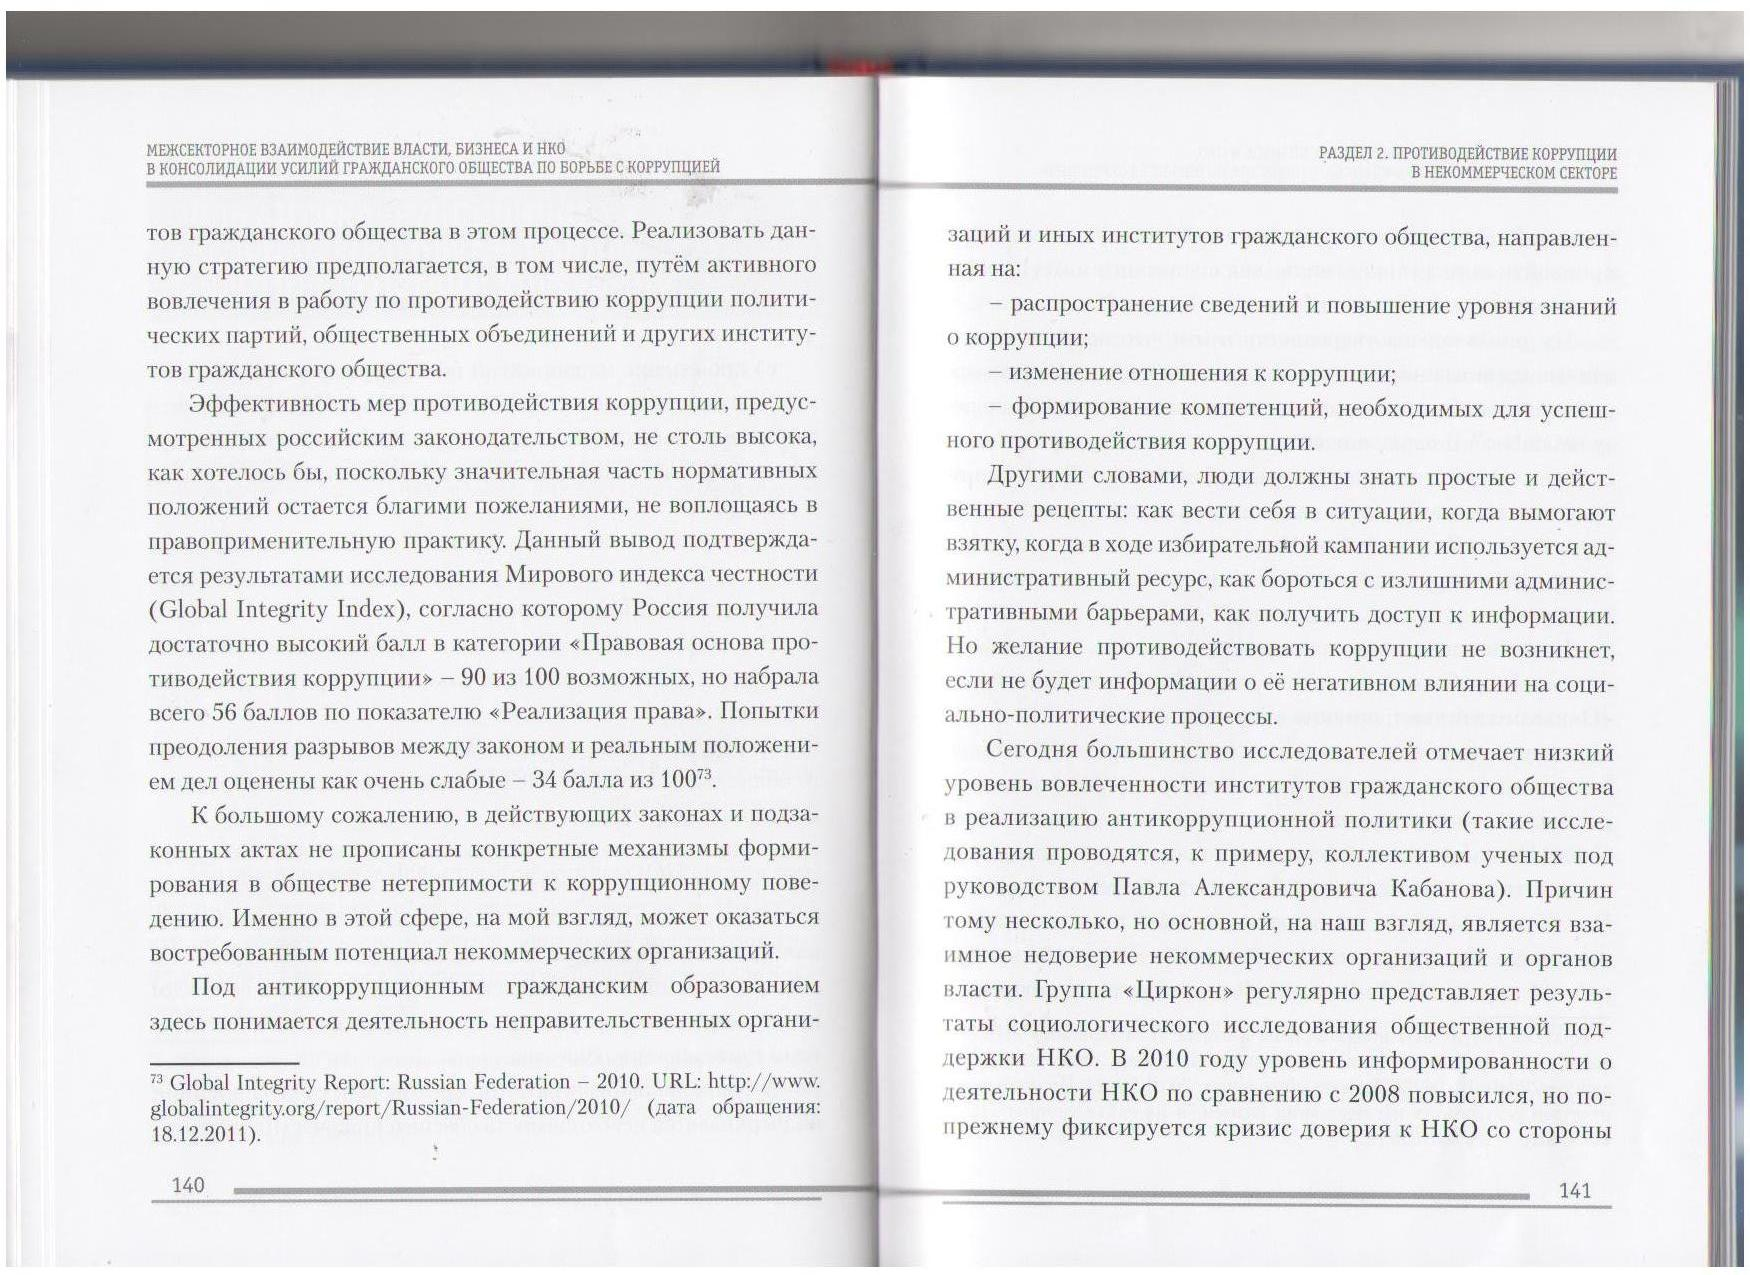 МЕЖСЕКТОРНОЕ ВЗАИМОДЕЙСТВИЕ ВЛАСТИ, БИЗНЕСА И НКО
В КОНСОЛИДАЦИИ УСИЛИЙ ГРАЖДАНСКОГО ОБЩЕСТВА ПО БОРЬБЕ С КОРРУПЦИЕЙ
тов гражданского общества в этом процессе. Реализовать дан-
ную стратегию предполагается, в том числе, путём активного
вовлечения в работу по противодействию коррупции полити-
ческих партий, общественных объединений и других институ-
тов гражданского общества.
Эффективность мер противодействия коррупции, предус-
мотренных российским законодательством, не столь высока,
как хотелось бы, поскольку значительная часть нормативных
положений остается благими пожеланиями, не воплощаясь в
правоприменительную практику. Данный вывод подтвержда-
ется результатами исследования Мирового индекса честности
(Global Integrity Index), согласно которому Россия получила
достаточно высокий балл в категории «Правовая основа про-
тиводействия коррупции» – 90 из 100 возможных, но набрала
всего 56 баллов по показателю «Реализация права». Попытки
преодоления разрывов между законом и реальным положени-
ем дел оценены как очень слабые – 34 балла из 100⁷³.
К большому сожалению, в действующих законах и подза-
конных актах не прописаны конкретные механизмы форми-
рования в обществе нетерпимости к коррупционному пове-
дению. Именно в этой сфере, на мой взгляд, может оказаться
востребованным потенциал некоммерческих организаций.
Под антикоррупционным гражданским образованием
здесь понимается деятельность неправительственных органи-
⁷³ Global Integrity Report: Russian Federation – 2010. URL: http://www.
globalintegrity.org/report/Russian-Federation/2010/ (дата обращения:
18.12.2011).
140
РАЗДЕЛ 2. ПРОТИВОДЕЙСТВИЕ КОРРУПЦИИ
В НЕКОММЕРЧЕСКОМ СЕКТОРЕ
заций и иных институтов гражданского общества, направлен-
ная на:
– распространение сведений и повышение уровня знаний
о коррупции;
– изменение отношения к коррупции;
– формирование компетенций, необходимых для успеш-
ного противодействия коррупции.
Другими словами, люди должны знать простые и дейст-
венные рецепты: как вести себя в ситуации, когда вымогают
взятку, когда в ходе избирательной кампании используется ад-
министративный ресурс, как бороться с излишними админис-
тративными барьерами, как получить доступ к информации.
Но желание противодействовать коррупции не возникнет,
если не будет информации о её негативном влиянии на соци-
ально-политические процессы.
Сегодня большинство исследователей отмечает низкий
уровень вовлеченности институтов гражданского общества
в реализацию антикоррупционной политики (такие иссле-
дования проводятся, к примеру, коллективом ученых под
руководством Павла Александровича Кабанова). Причин
тому несколько, но основной, на наш взгляд, является вза-
имное недоверие некоммерческих организаций и органов
власти. Группа «Циркон» регулярно представляет резуль-
таты социологического исследования общественной под-
держки НКО. В 2010 году уровень информированности о
деятельности НКО по сравнению с 2008 повысился, но по-
прежнему фиксируется кризис доверия к НКО со стороны
141